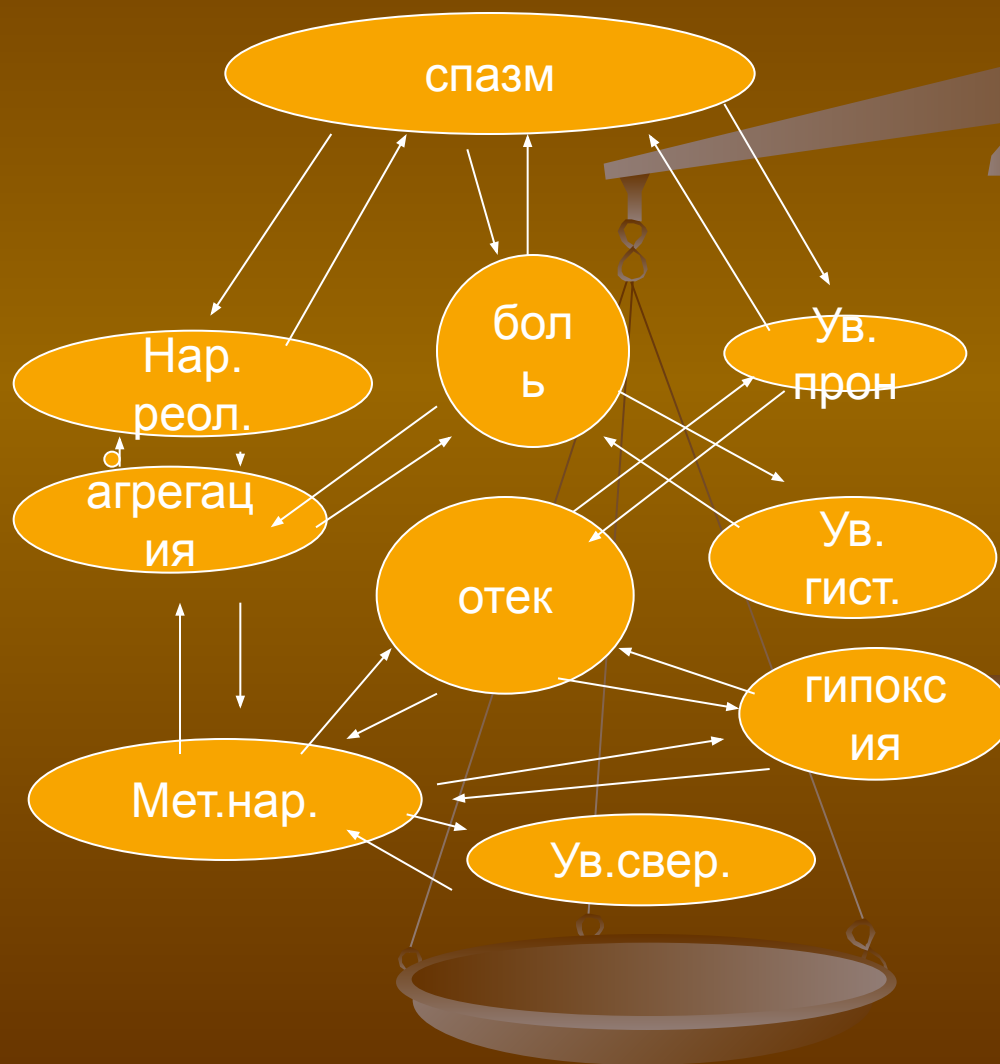 спазм
бол
ь
Ув.
прон
Нар.
реол.
агрегац
ия
отек
Ув.
гист.
гипокс
ия
Мет.нар.
Ув.свер.